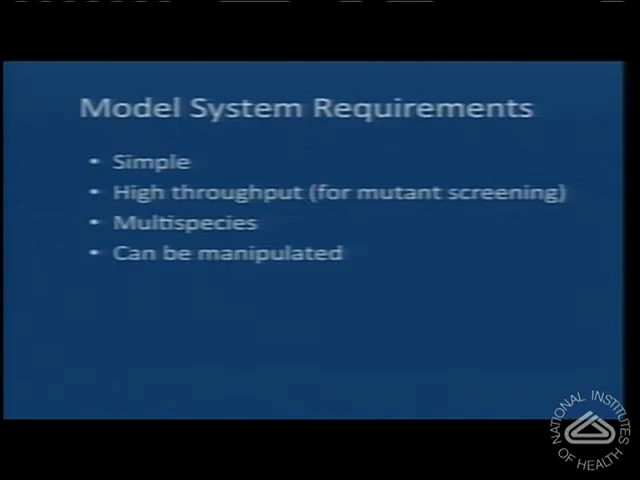 Model System Requirements
• Simple
• High throughput (for mutant screening)
• Multispecies
• Can be manipulated
NATIONAL INSTITUTES
OF HEALTH